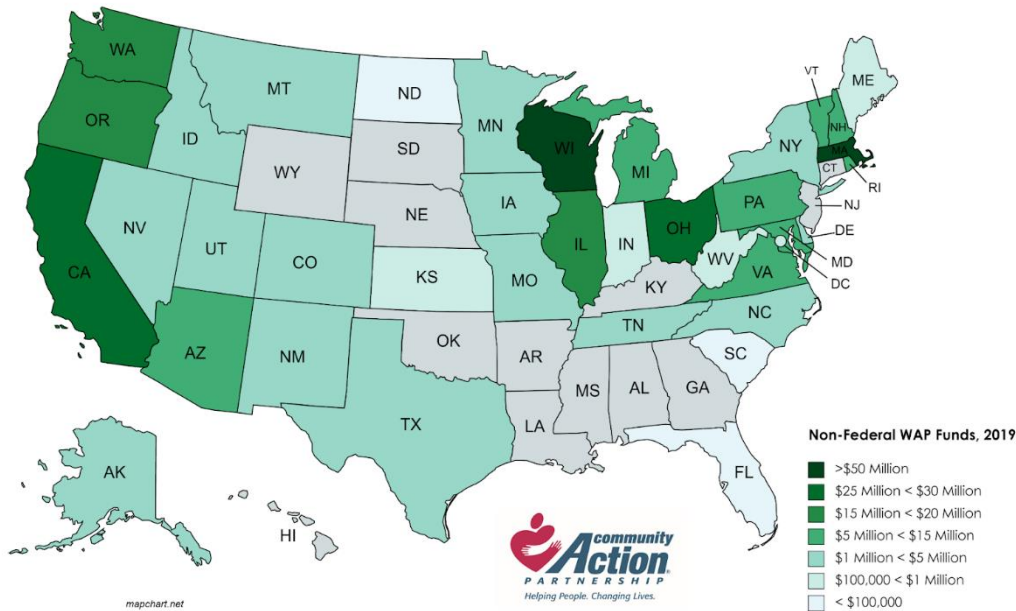 WA
MT
ND
MN
VT
ME
OR
ID
SD
WI
MI
NY
NH
MA
CT
RI
WY
NE
IA
PA
NJ
NV
UT
CO
IL
IN
OH
DE
MD
DC
CA
KS
MO
WV
VA
KY
AZ
NM
OK
AR
TN
NC
SC
TX
LA
MS
AL
GA
FL
AK
HI
Non-Federal WAP Funds, 2019
>$50 Million
$25 Million < $30 Million
$15 Million < $20 Million
$5 Million < $15 Million
$1 Million < $5 Million
$100,000 < $1 Million
< $100,000
community
Action
PARTNERSHIP
Helping People. Changing Lives.
mapchart.net